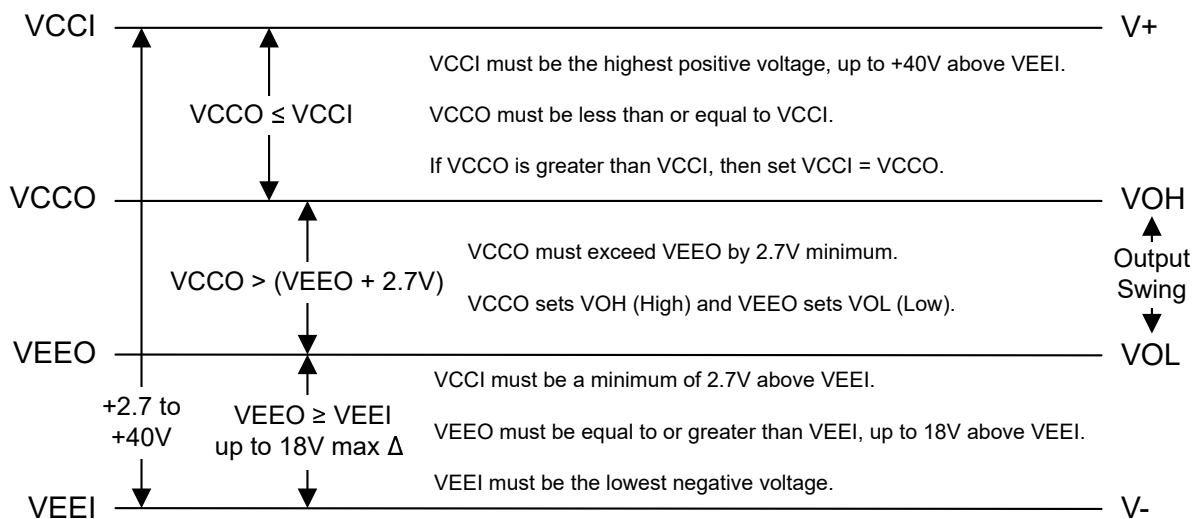 VCCI
V+
VCCI must be the highest positive voltage, up to +40V above VEEI.
VCCO ≤ VCCI
VCCO must be less than or equal to VCCI.
If VCCO is greater than VCCI, then set VCCI = VCCO.
VCCO
VOH
VCCO must exceed VEEO by 2.7V minimum.
VCCO > (VEEO + 2.7V)
Output
Swing
VCCO sets VOH (High) and VEEO sets VOL (Low).
VEEO
VOL
VCCI must be a minimum of 2.7V above VEEI.
+2.7 to
+40V
VEEO ≥ VEEI
up to 18V max Δ
VEEO must be equal to or greater than VEEI, up to 18V above VEEI.
VEEI must be the lowest negative voltage.
VEEI
V-